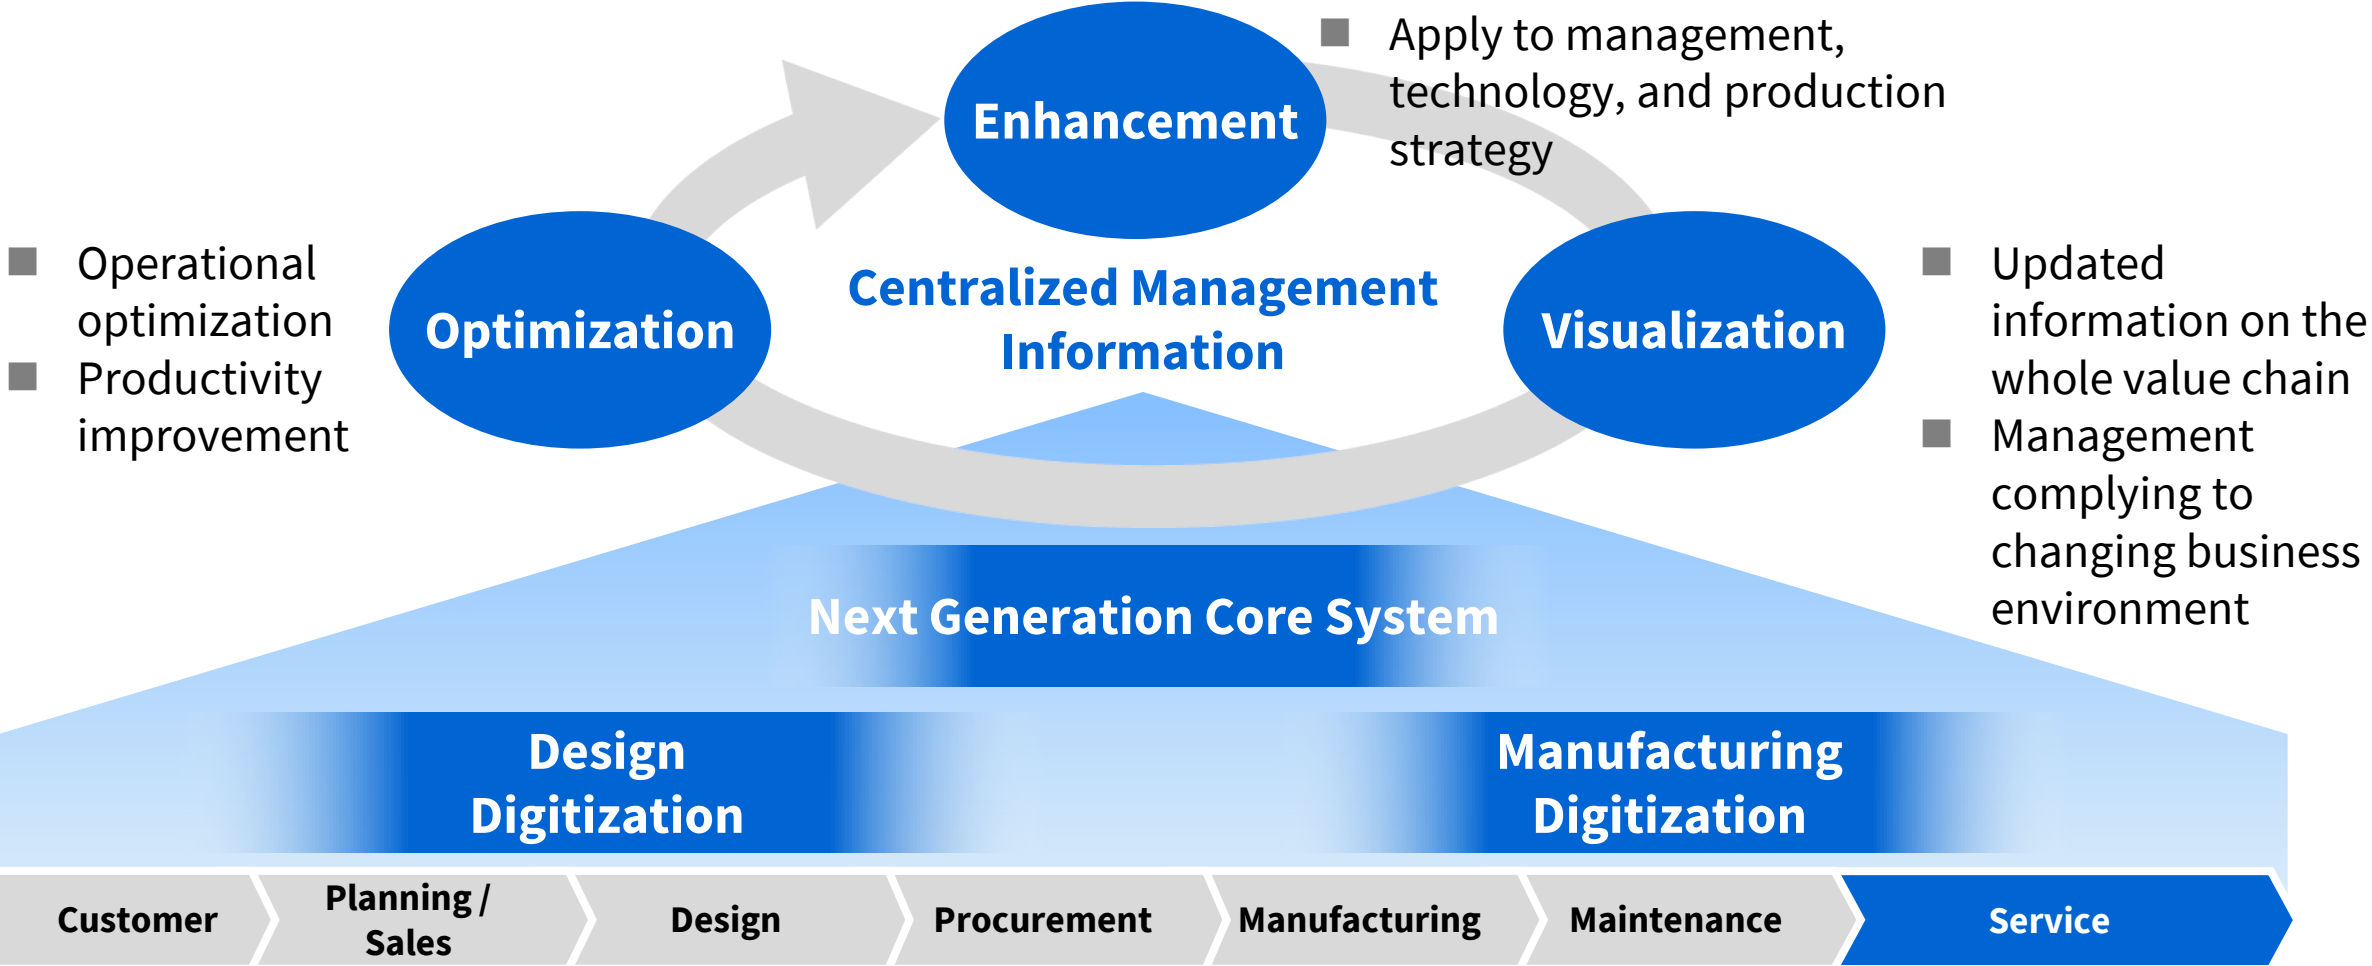 Enhancement
■ Apply to management,
technology, and production
strategy
■ Operational
optimization
■ Productivity
improvement
Optimization
Centralized Management
Information
Visualization
■ Updated
information on the
whole value chain
■ Management
complying to
changing business
environment
Next Generation Core System
Design
Digitization
Manufacturing
Digitization
Customer
Planning /
Sales
Design
Procurement
Manufacturing
Maintenance
Service